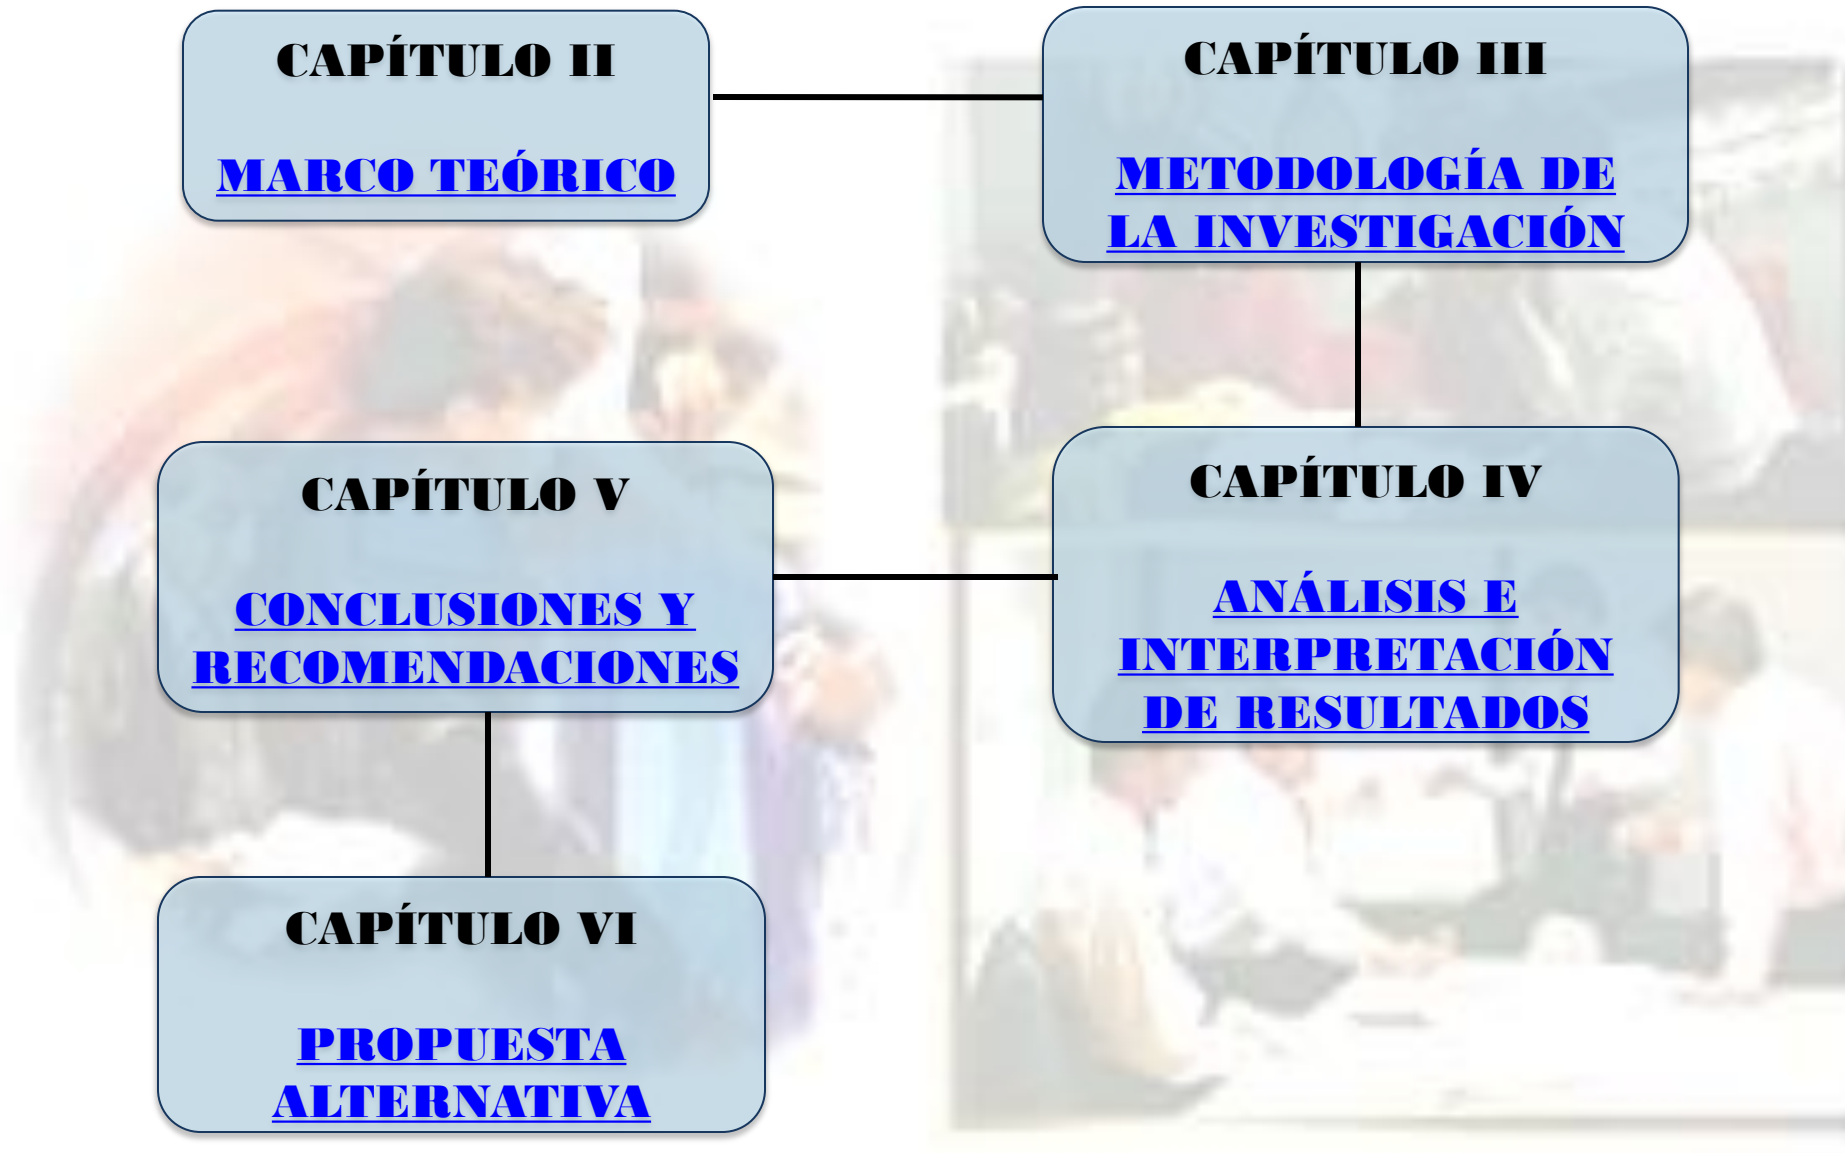 CAPÍTULO II
MARCO TEÓRICO
CAPÍTULO III
METODOLOGÍA DE
LA INVESTIGACIÓN
CAPÍTULO V
CONCLUSIONES Y
RECOMENDACIONES
CAPÍTULO IV
ANÁLISIS E
INTERPRETACIÓN
DE RESULTADOS
CAPÍTULO VI
PROPUESTA
ALTERNATIVA